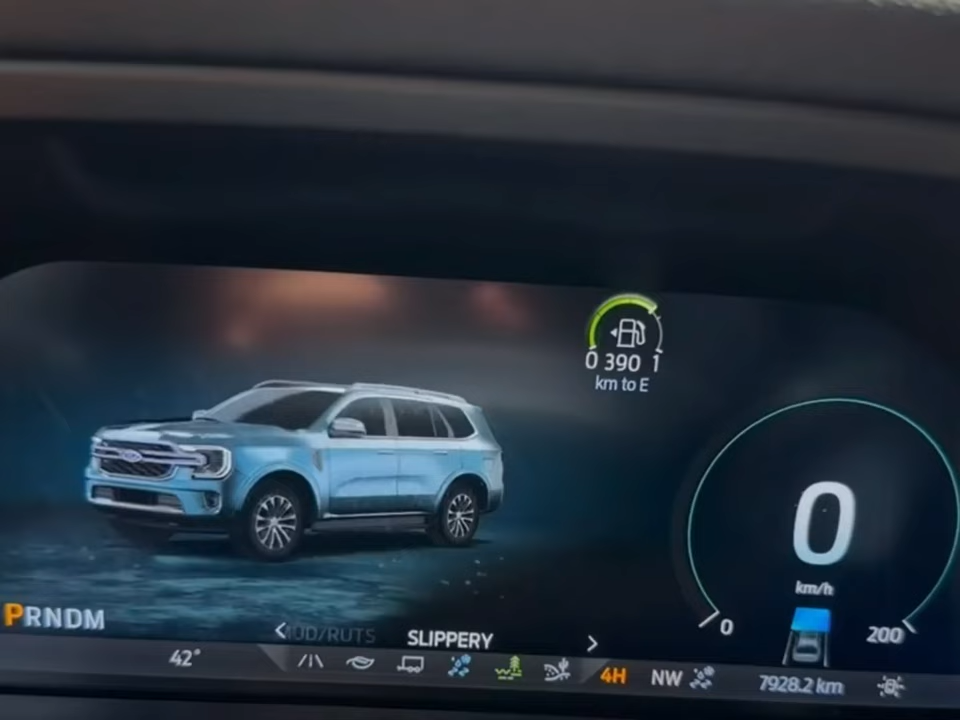 0 390 1
km to E
0
km/h
0 200
PRNDM
MUD/RUTS SLIPPERY
42° 4H NW 7928.2 km